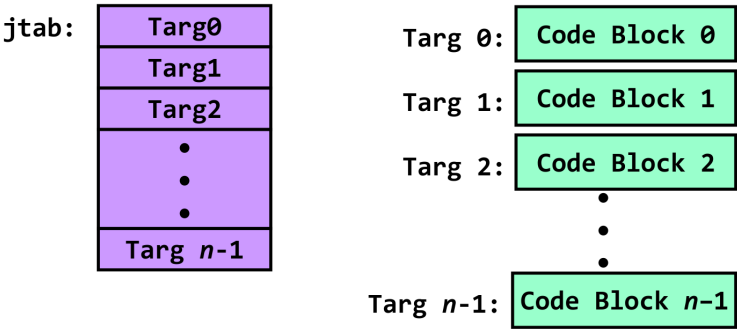 jtab:
Targ0
Targ1
Targ2
Targ n-1
Targ 0:
Code Block 0
Targ 1:
Code Block 1
Targ 2:
Code Block 2
Targ n-1:
Code Block n–1